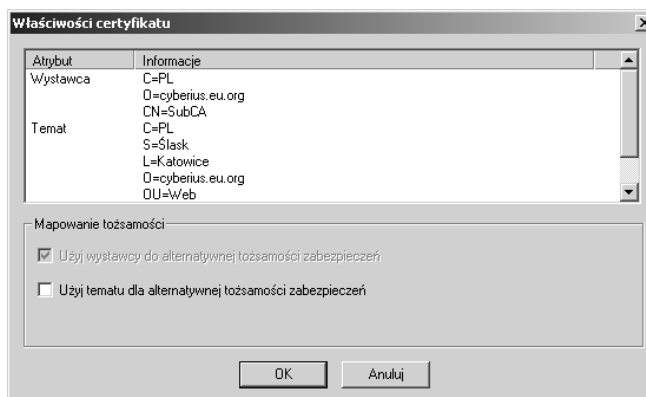 Właściwości certyfikatu
Atrybut Informacje
Wystawca C=PL
O=cyberius.eu.org
CN=SubCA
Temat C=PL
S=Ślask
L=Katowice
O=cyberius.eu.org
OU=Web
Mapowanie tożsamości
Użyj wystawcy do alternatywnej tożsamości zabezpieczeń
Użyj tematu dla alternatywnej tożsamości zabezpieczeń
OK Anuluj